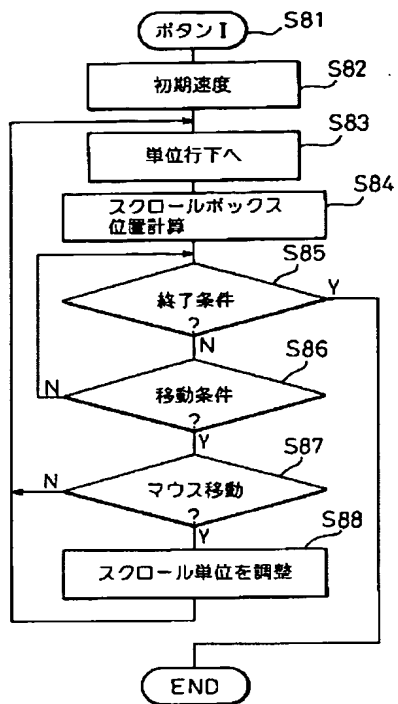 ボタンI
S81
初期速度
S82
単位行下へ
S83
スクロールボックス
位置計算
S84
終了条件
?
S85
Y
N
移動条件
?
S86
N
Y
マウス移動
?
S87
N
Y
スクロール単位を調整
S88
END